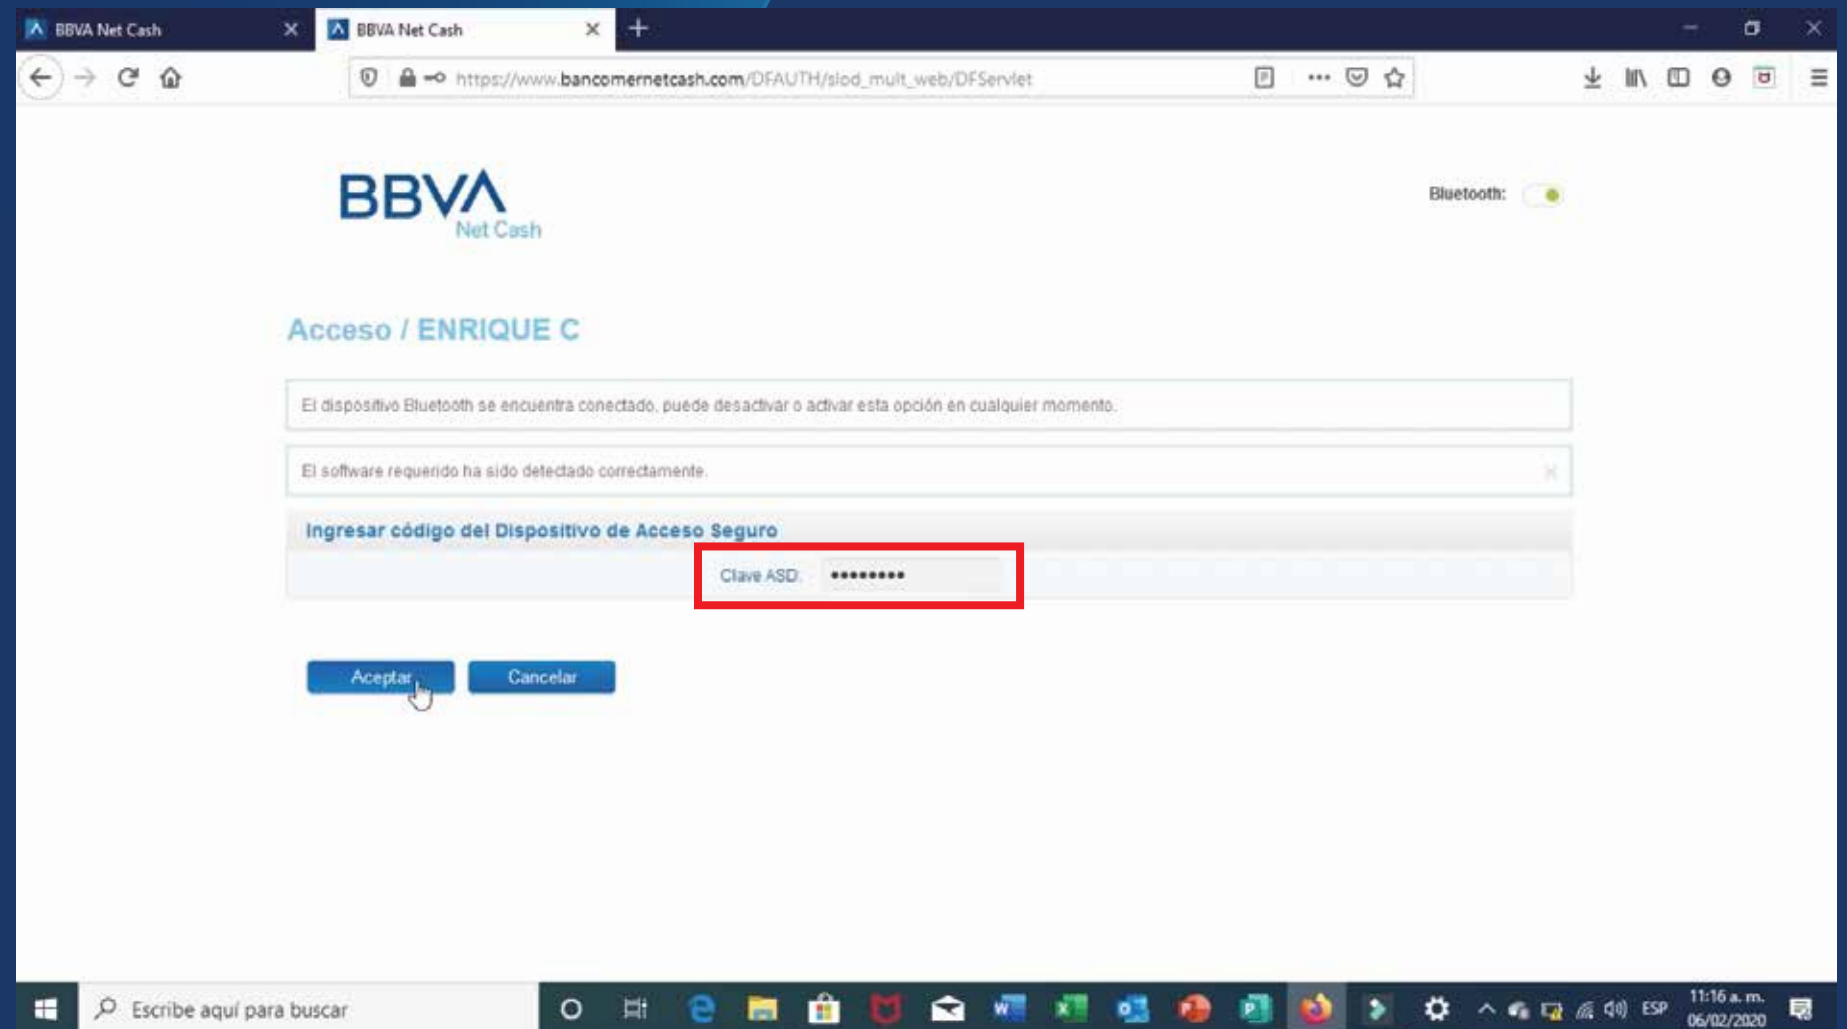 BBVA Net Cash
BBVA Net Cash
https://www.bancomernetcash.com/DFAUTH/slod_mult_web/DFServlet
BBVA
Net Cash
Bluetooth:
Acceso / ENRIQUE C
El dispositivo Bluetooth se encuentra conectado, puede desactivar o activar esta opción en cualquier momento.
El software requerido ha sido detectado correctamente.
Ingresar código del Dispositivo de Acceso Seguro
Clave ASD: ••••••••
Aceptar
Cancelar
Escribe aquí para buscar
ESP
11:16 a. m.
06/02/2020